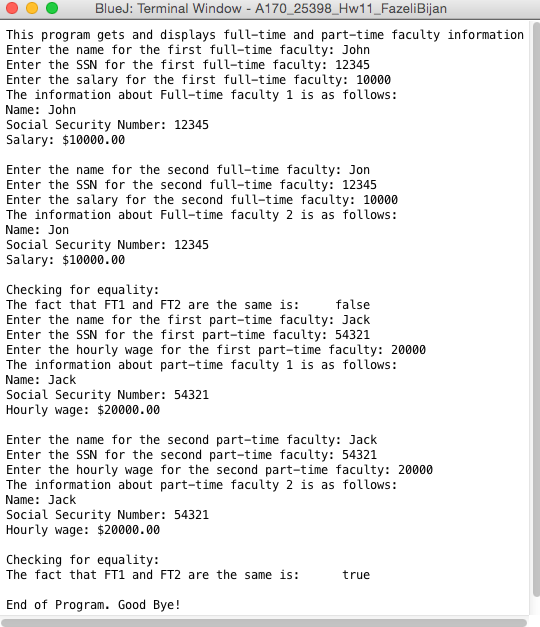 BlueJ: Terminal Window - A170_25398_Hw11_FazeliBijan
This program gets and displays full-time and part-time faculty information
Enter the name for the first full-time faculty: John
Enter the SSN for the first full-time faculty: 12345
Enter the salary for the first full-time faculty: 10000
The information about Full-time faculty 1 is as follows:
Name: John
Social Security Number: 12345
Salary: $10000.00

Enter the name for the second full-time faculty: Jon
Enter the SSN for the second full-time faculty: 12345
Enter the salary for the second full-time faculty: 10000
The information about Full-time faculty 2 is as follows:
Name: Jon
Social Security Number: 12345
Salary: $10000.00

Checking for equality:
The fact that FT1 and FT2 are the same is:     false
Enter the name for the first part-time faculty: Jack
Enter the SSN for the first part-time faculty: 54321
Enter the hourly wage for the first part-time faculty: 20000
The information about part-time faculty 1 is as follows:
Name: Jack
Social Security Number: 54321
Hourly wage: $20000.00

Enter the name for the second part-time faculty: Jack
Enter the SSN for the second part-time faculty: 54321
Enter the hourly wage for the second part-time faculty: 20000
The information about part-time faculty 2 is as follows:
Name: Jack
Social Security Number: 54321
Hourly wage: $20000.00

Checking for equality:
The fact that FT1 and FT2 are the same is:      true

End of Program. Good Bye!